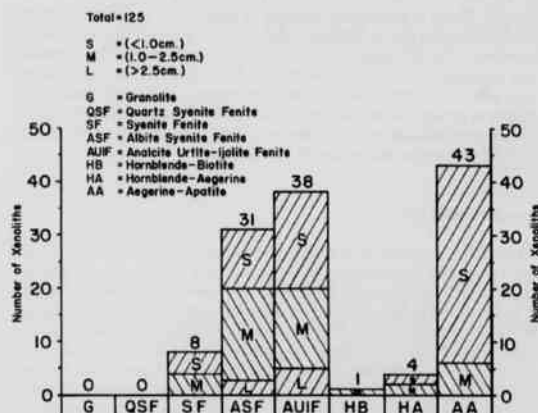 Total = 125
S = (<1.0cm.)
M = (1.0-2.5cm.)
L = (>2.5cm.)
G = Granolite
QSF = Quartz Syenite Fenite
SF = Syenite Fenite
ASF = Albite Syenite Fenite
AUIF = Analcite Urtite-Ijolite Fenite
HB = Hornblende-Biotite
HA = Hornblende-Aegerine
AA = Aegerine-Apatite
50 50
43
40 38 40
31
30 30
S S
S
20 20
M M
10 8 10
S
4
M L L 1 M
0 0 0 0
G QSF SF ASF AUIF HB HA AA
Number of Xenoliths
Number of Xenoliths